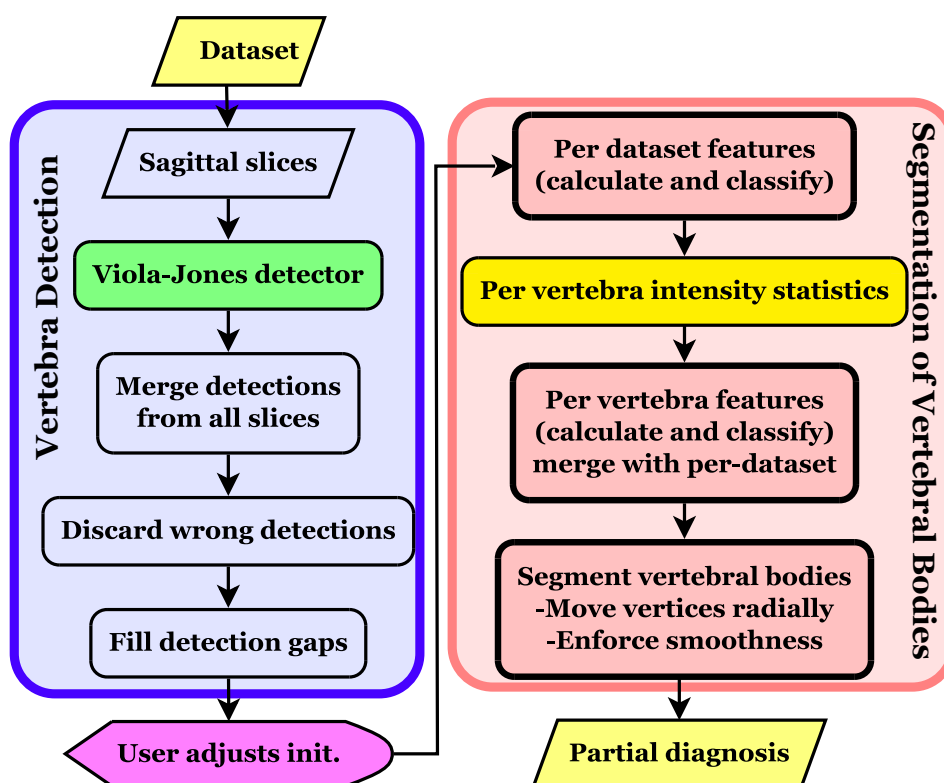 Dataset
Vertebra Detection
Sagittal slices
Viola-Jones detector
Merge detections
from all slices
Discard wrong detections
Fill detection gaps
User adjusts init.
Segmentation of Vertebral Bodies
Per dataset features
(calculate and classify)
Per vertebra intensity statistics
Per vertebra features
(calculate and classify)
merge with per-dataset
Segment vertebral bodies
-Move vertices radially
-Enforce smoothness
Partial diagnosis